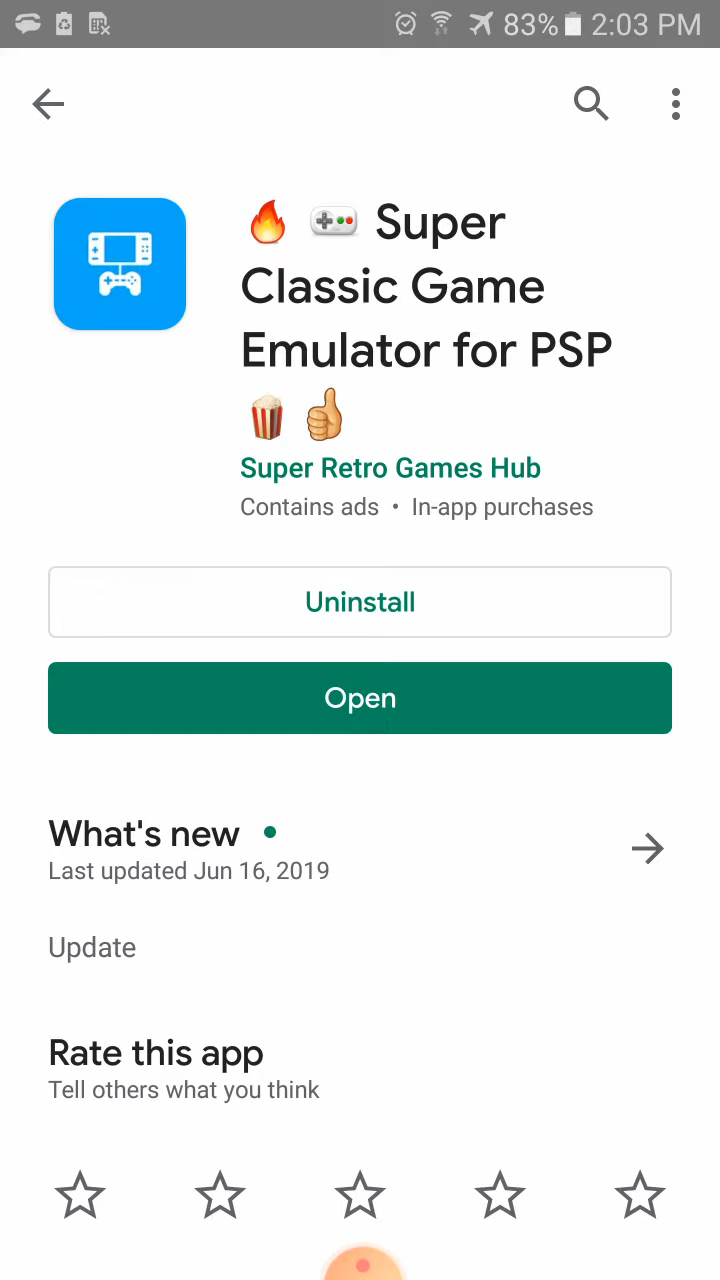 83% 2:03 PM
🔥 🎮 Super
Classic Game
Emulator for PSP
🍿 👍
Super Retro Games Hub
Contains ads • In-app purchases
Uninstall
Open
What's new •
Last updated Jun 16, 2019
Update
Rate this app
Tell others what you think